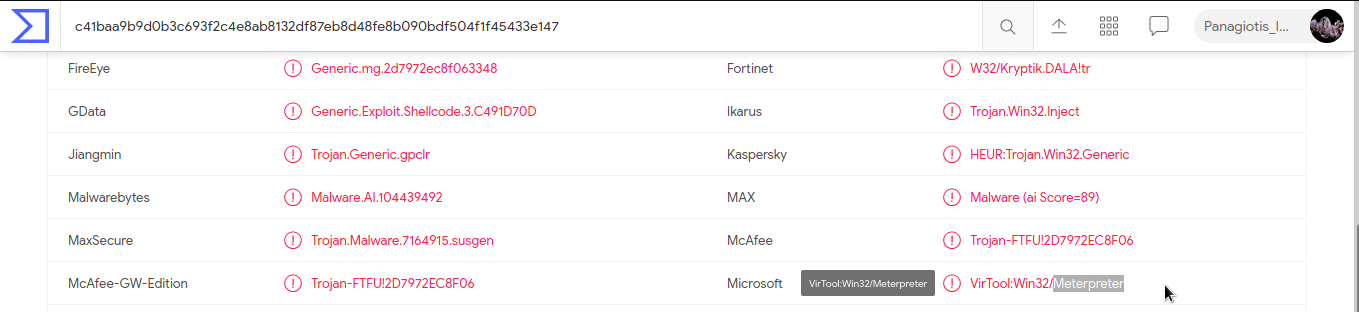 c41baa9b9d0b3c693f2c4e8ab8132df87eb8d48fe8b090bdf504f1f45433e147
Panagiotis_I...
FireEye Generic.mg.2d7972ec8f063348 Fortinet W32/Kryptik.DALA!tr
GData Generic.Exploit.Shellcode.3.C491D70D Ikarus Trojan.Win32.Inject
Jiangmin Trojan.Generic.gpclr Kaspersky HEUR:Trojan.Win32.Generic
Malwarebytes Malware.AI.104439492 MAX Malware (ai Score=89)
MaxSecure Trojan.Malware.7164915.susgen McAfee Trojan-FTFU!2D7972EC8F06
McAfee-GW-Edition Trojan-FTFU!2D7972EC8F06 Microsoft VirTool:Win32/Meterpreter VirTool:Win32/Meterpreter